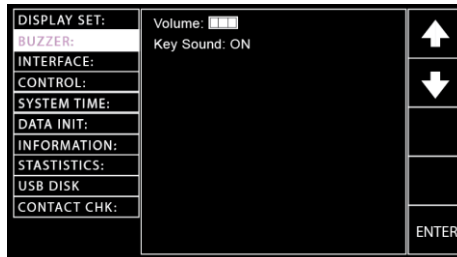 DISPLAY SET:
BUZZER:
INTERFACE:
CONTROL:
SYSTEM TIME:
DATA INIT:
INFORMATION:
STASTISTICS:
USB DISK
CONTACT CHK:
Volume:
Key Sound: ON
ENTER